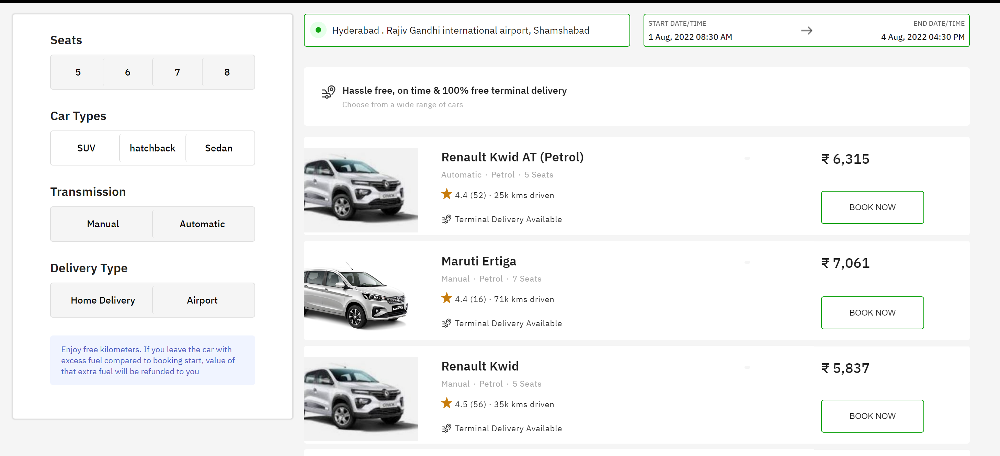 Seats
5 6 7 8
Car Types
SUV hatchback Sedan
Transmission
Manual Automatic
Delivery Type
Home Delivery Airport
Enjoy free kilometers. If you leave the car with
excess fuel compared to booking start, value of
that extra fuel will be refunded to you
Hyderabad . Rajiv Gandhi international airport, Shamshabad
START DATE/TIME END DATE/TIME
1 Aug, 2022 08:30 AM → 4 Aug, 2022 04:30 PM
Hassle free, on time & 100% free terminal delivery
Choose from a wide range of cars
Renault Kwid AT (Petrol)
₹ 6,315
Automatic · Petrol · 5 Seats
4.4 (52) · 25k kms driven
BOOK NOW
Terminal Delivery Available
Maruti Ertiga
₹ 7,061
Manual · Petrol · 7 Seats
4.4 (16) · 71k kms driven
BOOK NOW
Terminal Delivery Available
Renault Kwid
₹ 5,837
Manual · Petrol · 5 Seats
4.5 (56) · 35k kms driven
BOOK NOW
Terminal Delivery Available